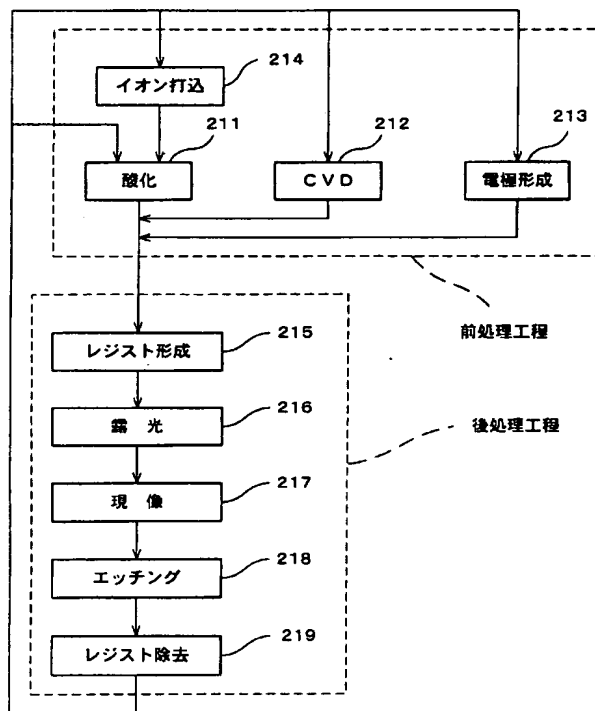 214
イオン打込
211
212
213
酸化
CVD
電極形成
前処理工程
215
レジスト形成
216
露 光
後処理工程
217
現 像
218
エッチング
219
レジスト除去